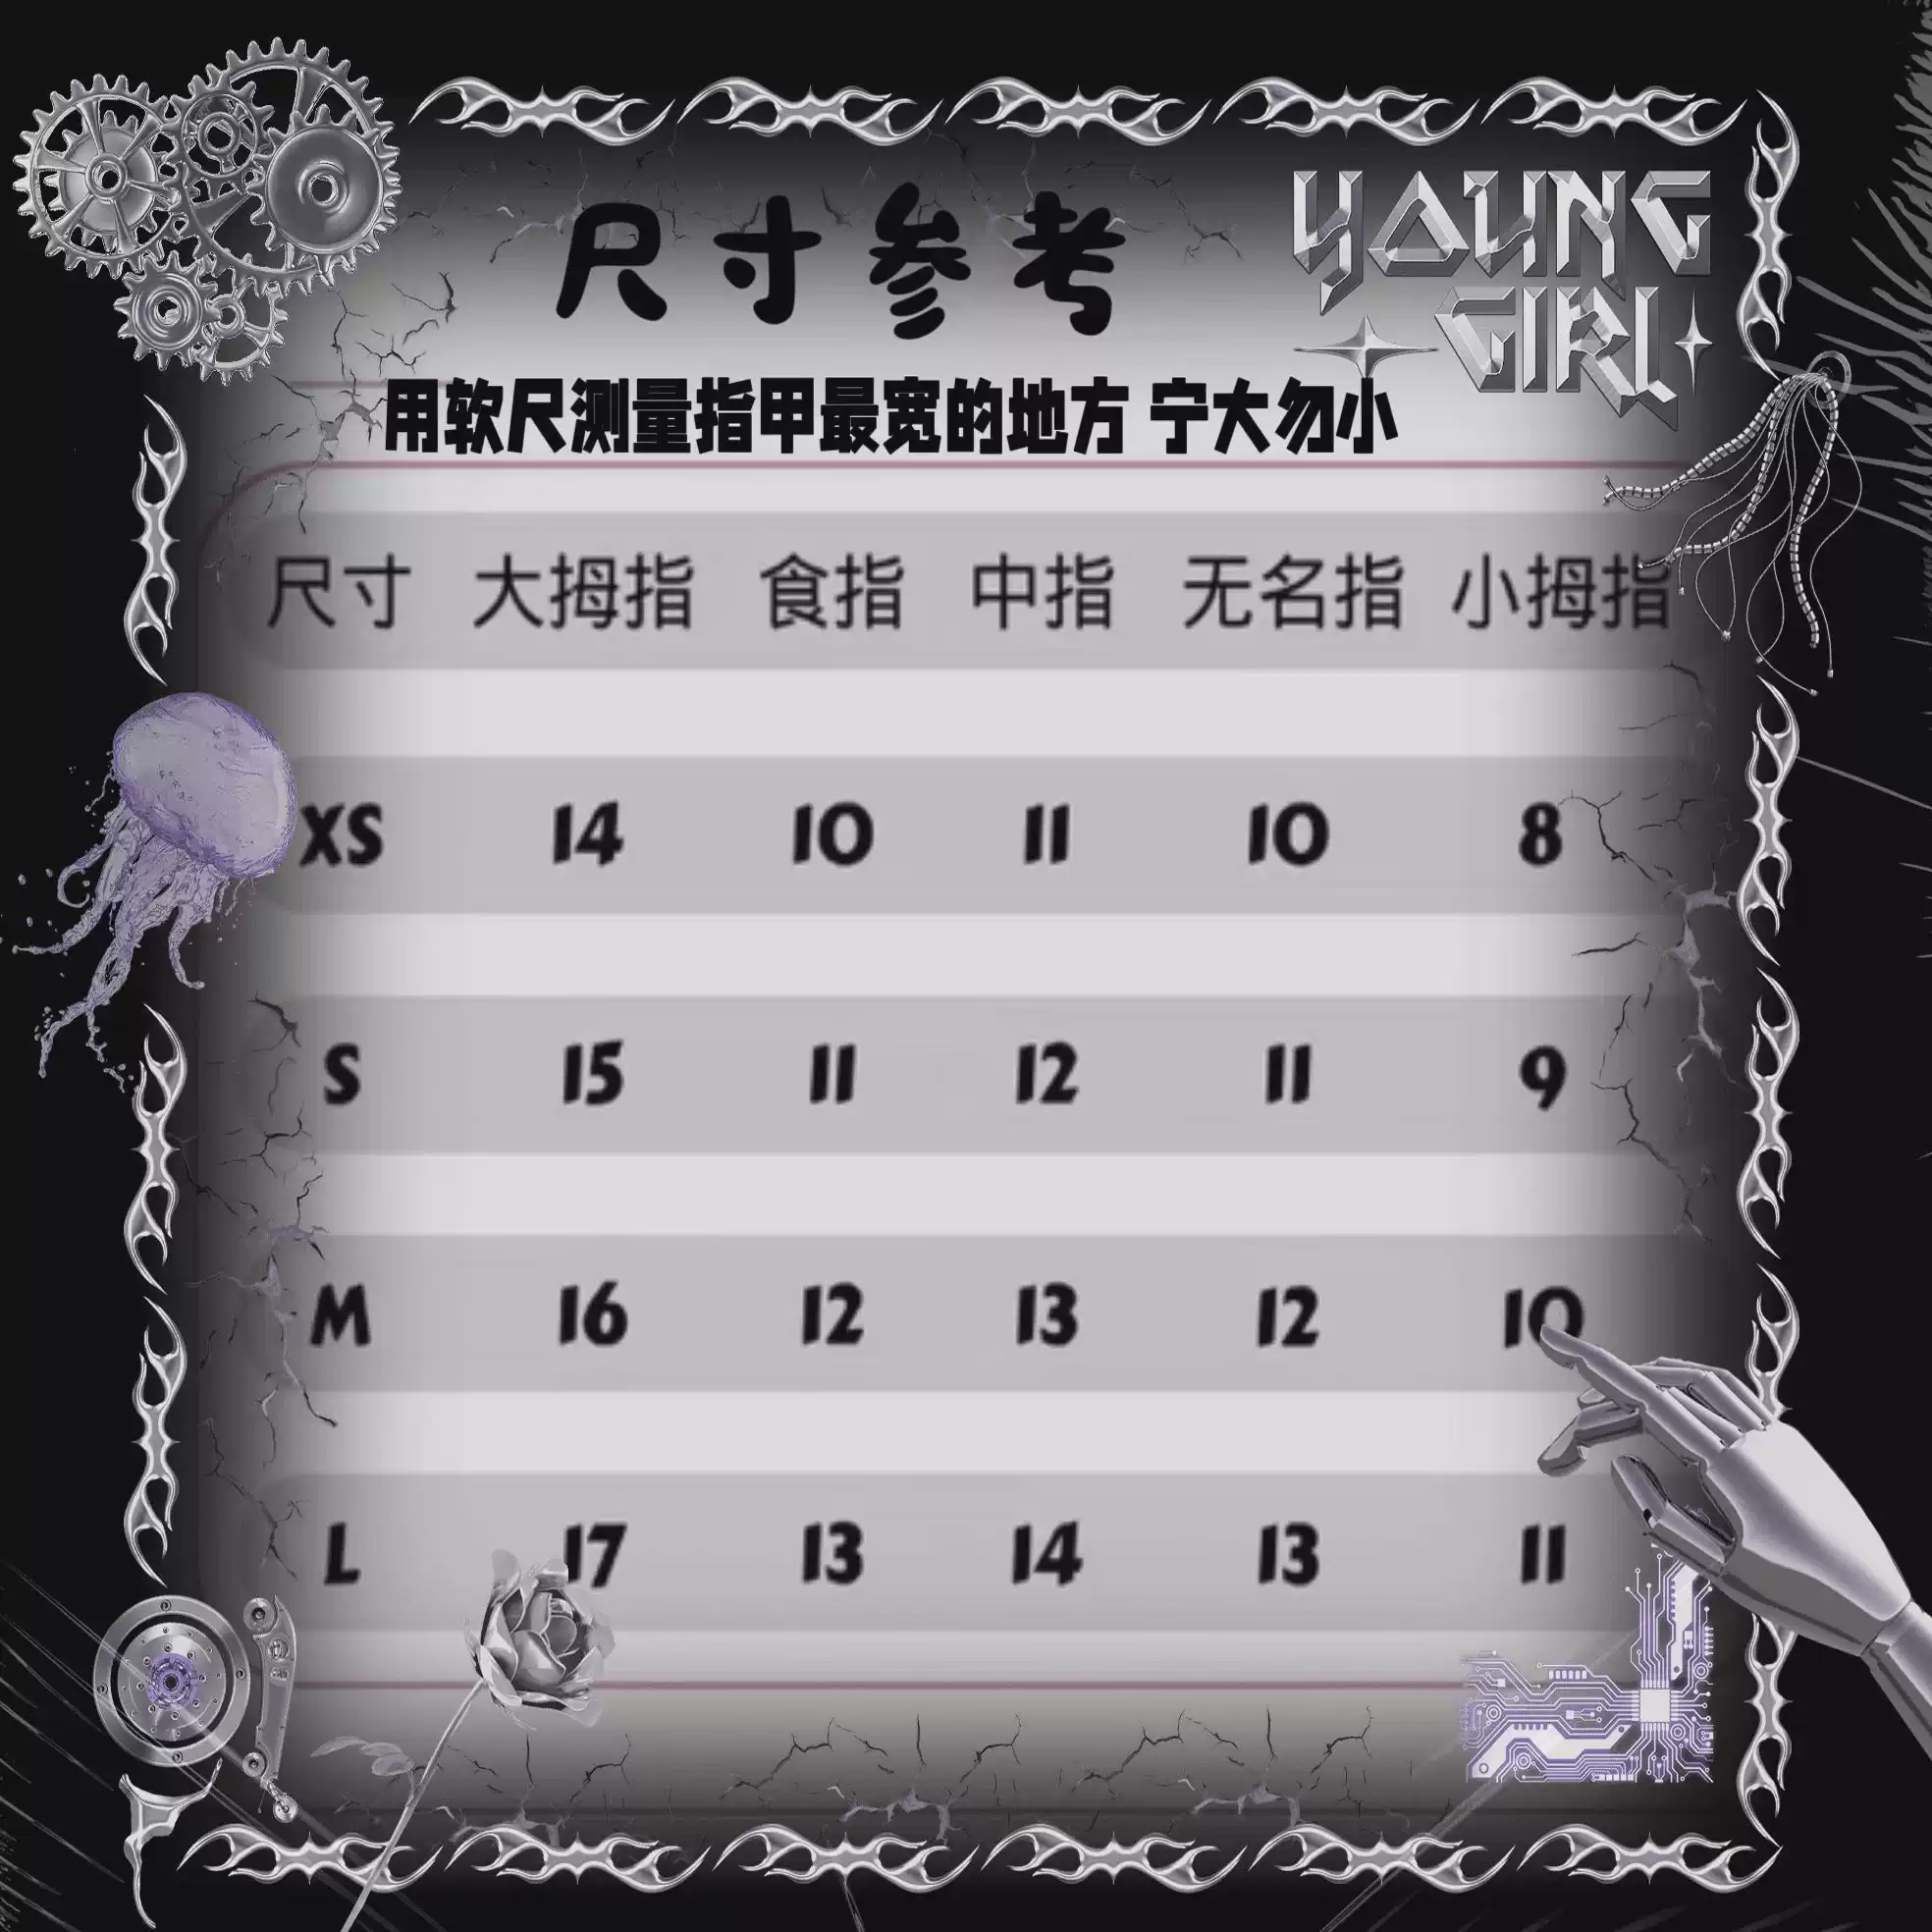 尺寸参考
YOUNG
GIRL
用软尺测量指甲最宽的地方 宁大勿小
尺寸 大拇指 食指 中指 无名指 小拇指
XS 14 10 11 10 8
S 15 11 12 11 9
M 16 12 13 12 10
L 17 13 14 13 11